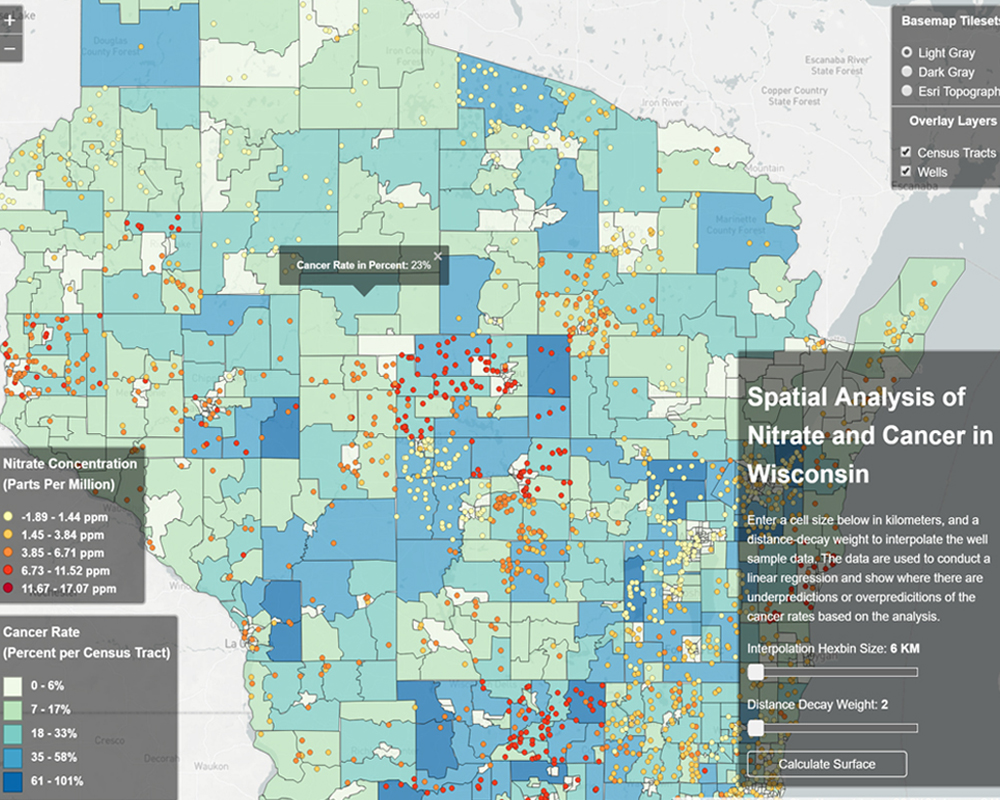 +
−
Lake
Douglas
County Forest
Iron County
Forest
Iron River
Escanaba River
State Forest
Copper Country
State Forest
Escanaba
Marinette
County Forest
Basemap Tilesets
Light Gray
Dark Gray
Esri Topograph
Overlay Layers
Census Tracts
Wells
Cancer Rate in Percent: 23%
×
Nitrate Concentration
(Parts Per Million)
-1.89 - 1.44 ppm
1.45 - 3.84 ppm
3.85 - 6.71 ppm
6.73 - 11.52 ppm
11.67 - 17.07 ppm
Cancer Rate
(Percent per Census Tract)
0 - 6%
7 - 17%
18 - 33%
35 - 58%
61 - 101%
La
Cresco
Decorah
Waukon
Spatial Analysis of
Nitrate and Cancer in
Wisconsin
Enter a cell size below in kilometers, and a
distance-decay weight to interpolate the well
sample data. The data are used to conduct a
linear regression and show where there are
underpredictions or overpredicitions of the
cancer rates based on the analysis.
Interpolation Hexbin Size: 6 KM
Distance Decay Weight: 2
Calculate Surface